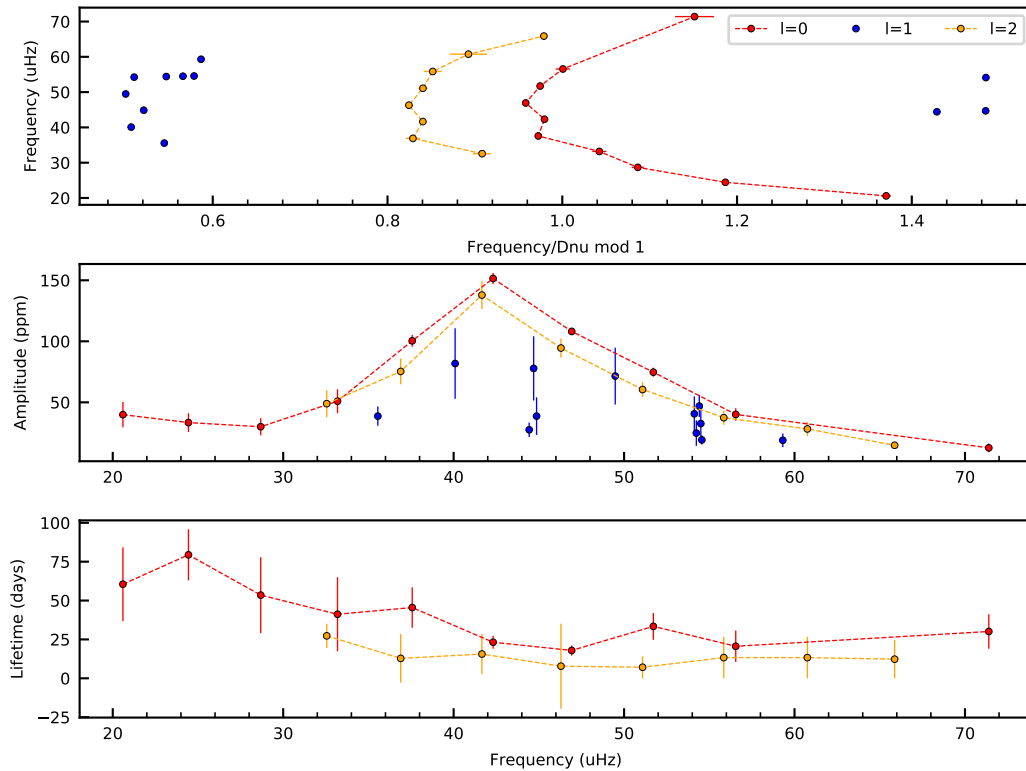 l=0 l=1 l=2
Frequency (uHz)
70
60
50
40
30
20
0.6 0.8 1.0 1.2 1.4
Frequency/Dnu mod 1
Amplitude (ppm)
150
100
50
20 30 40 50 60 70
Lifetime (days)
100
75
50
25
0
−25
20 30 40 50 60 70
Frequency (uHz)